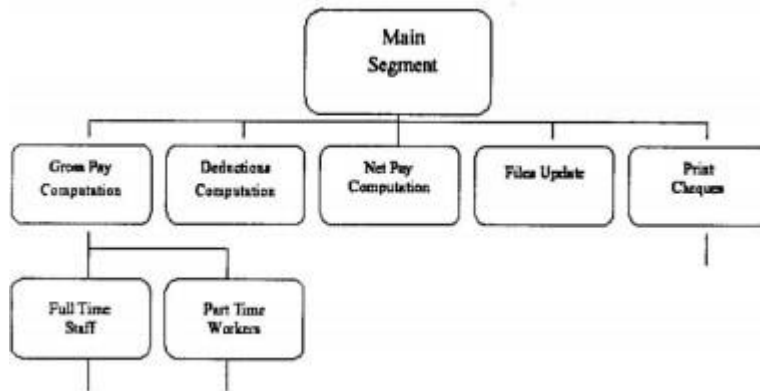 Main
Segment
Gross Pay
Computation
Deductions
Computation
Net Pay
Computation
Files Update
Print
Cheques
Full Time
Staff
Part Time
Workers